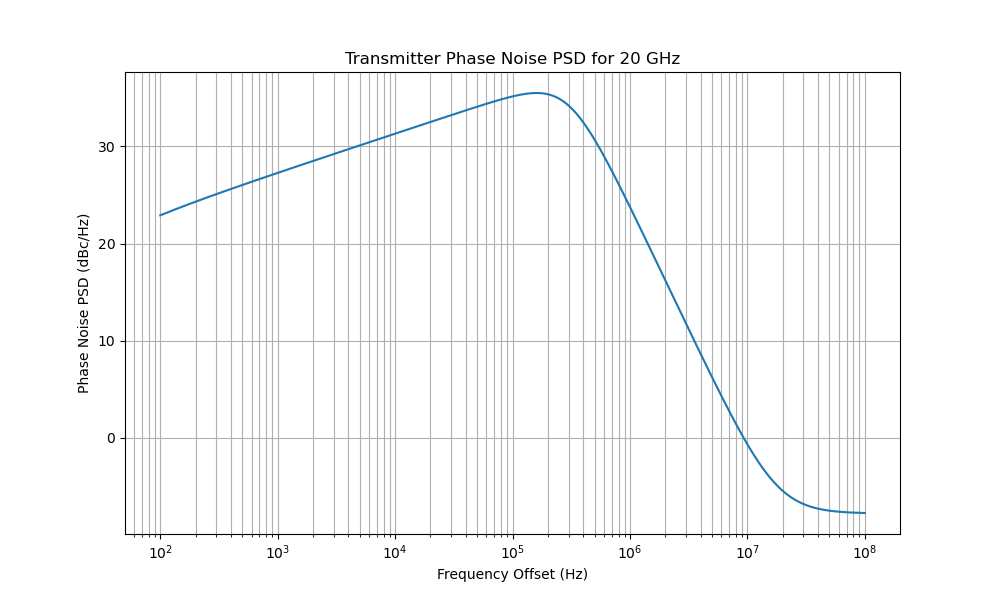 Transmitter Phase Noise PSD for 20 GHz
Phase Noise PSD (dBc/Hz)
30
20
10
0
10² 10³ 10⁴ 10⁵ 10⁶ 10⁷ 10⁸
Frequency Offset (Hz)